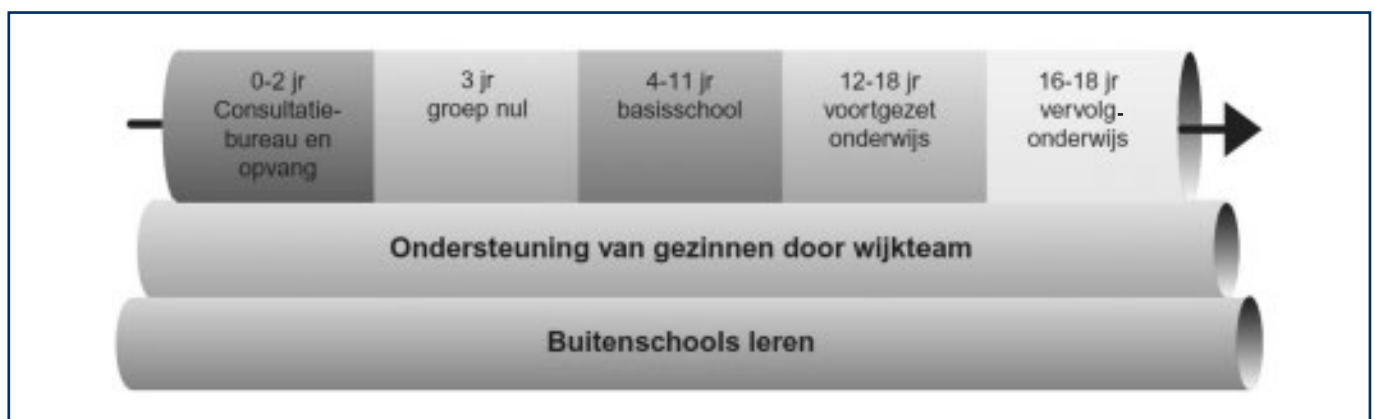 0-2 jr
Consultatie-
bureau en
opvang
3 jr
groep nul
4-11 jr
basisschool
12-18 jr
voortgezet
onderwijs
16-18 jr
vervolg-
onderwijs
Ondersteuning van gezinnen door wijkteam
Buitenschools leren